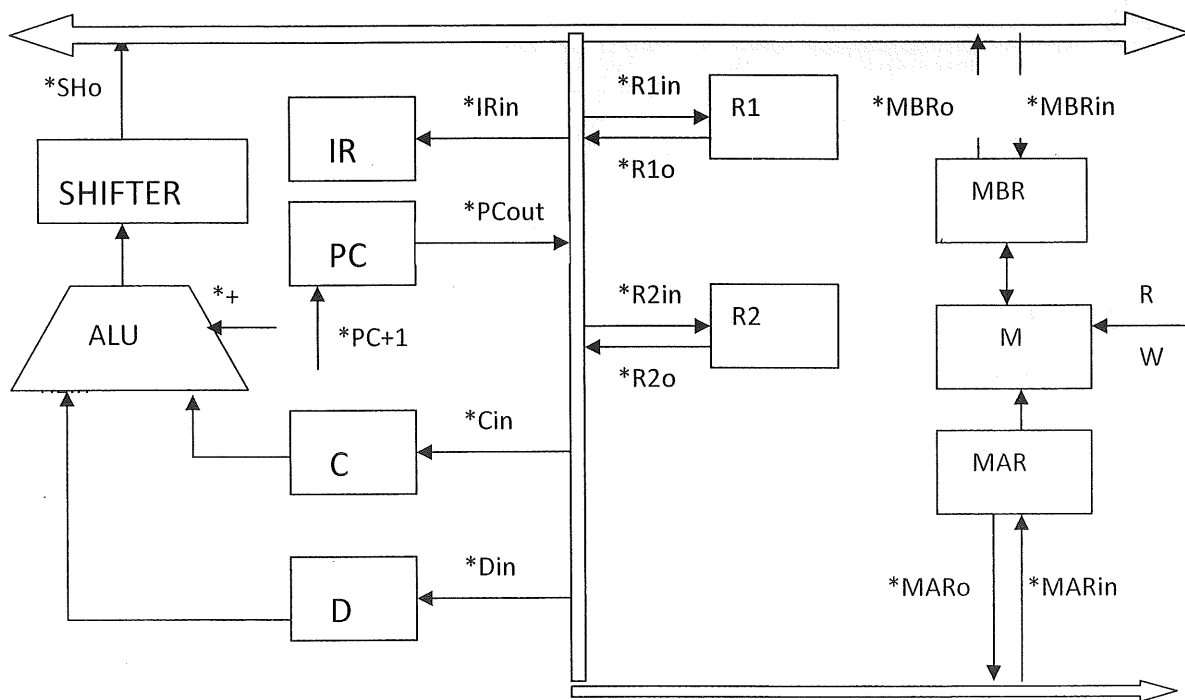 *SHo
*R1in
R1
*MBRo
*MBRin
*IRin
IR
*R1o
SHIFTER
MBR
*PCout
PC
*+
*R2in
R2
R
ALU
*PC+1
M
*R2o
W
*Cin
C
MAR
*Din
D
*MARo
*MARin